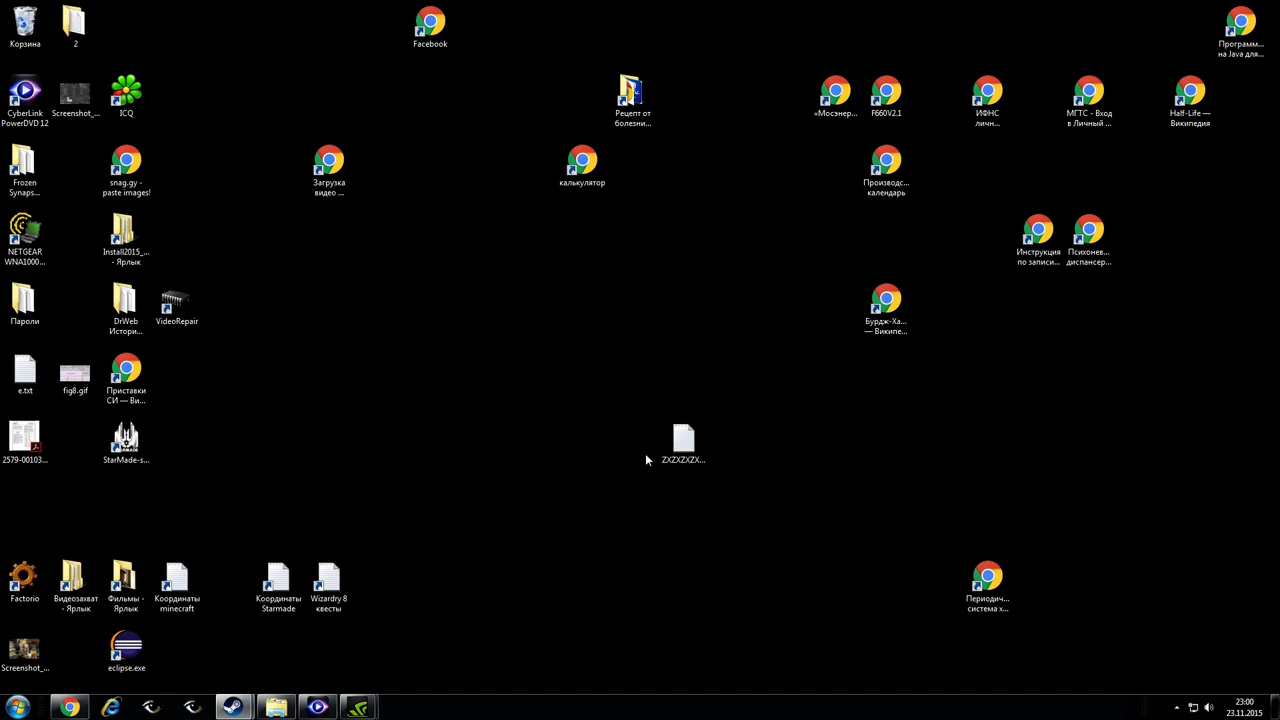 Корзина
2
Facebook
Программ...
на Java для...
CyberLink
PowerDVD 12
Screenshot_...
ICQ
Рецепт от
болезни...
«Мосэнер...
F660V2.1
ИФНС
личн...
МГТС - Вход
в Личный ...
Half-Life —
Википедия
Frozen
Synaps...
snag.gy -
paste images!
Загрузка
видео ...
калькулятор
Производс...
календарь
NETGEAR
WNA1000...
Install2015_...
- Ярлык
Инструкция
по записи...
Психонев...
диспансер...
Пароли
DrWeb
Истори...
VideoRepair
Бурдж-Ха...
— Википе...
e.txt
fig8.gif
Приставки
СИ — Ви...
2579-00103...
StarMade-s...
ZXZXZXZX...
Factorio
Видеозахват
- Ярлык
Фильмы -
Ярлык
Координаты
minecraft
Координаты
Starmade
Wizardry 8
квесты
Периодич...
система х...
Screenshot_...
eclipse.exe
23:00
23.11.2015